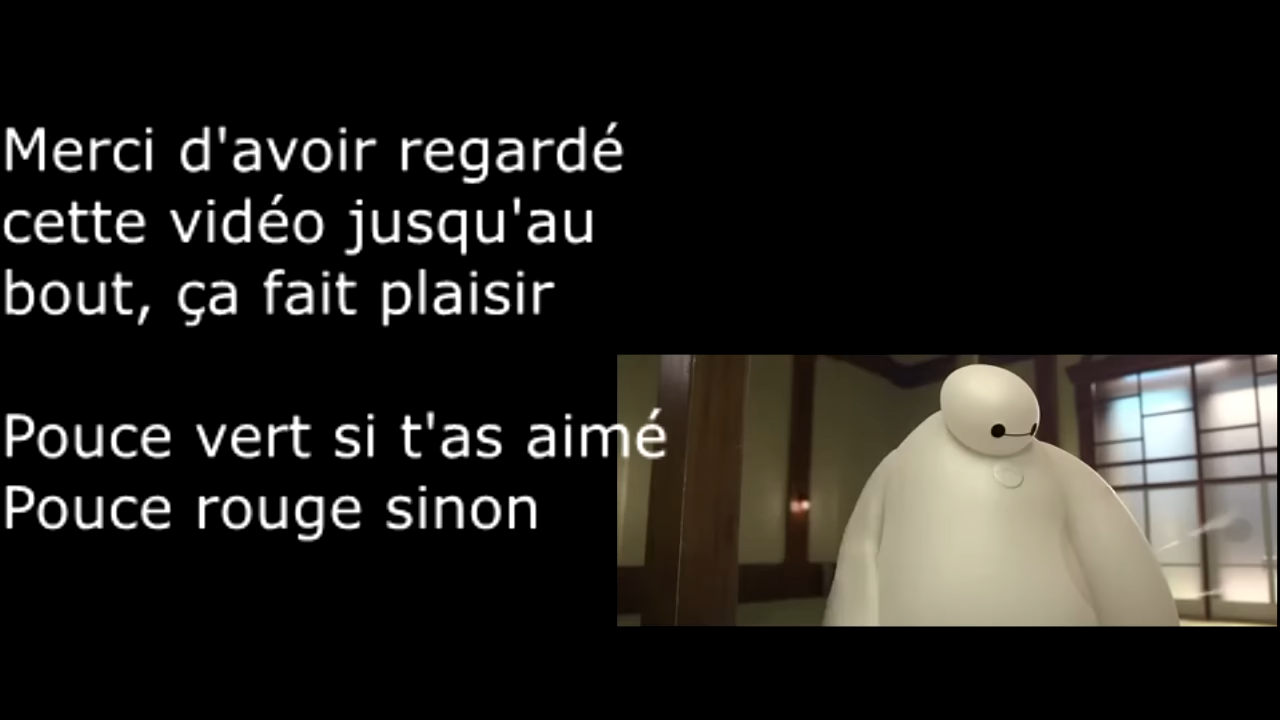 Merci d'avoir regardé
cette vidéo jusqu'au
bout, ça fait plaisir
Pouce vert si t'as aimé
Pouce rouge sinon